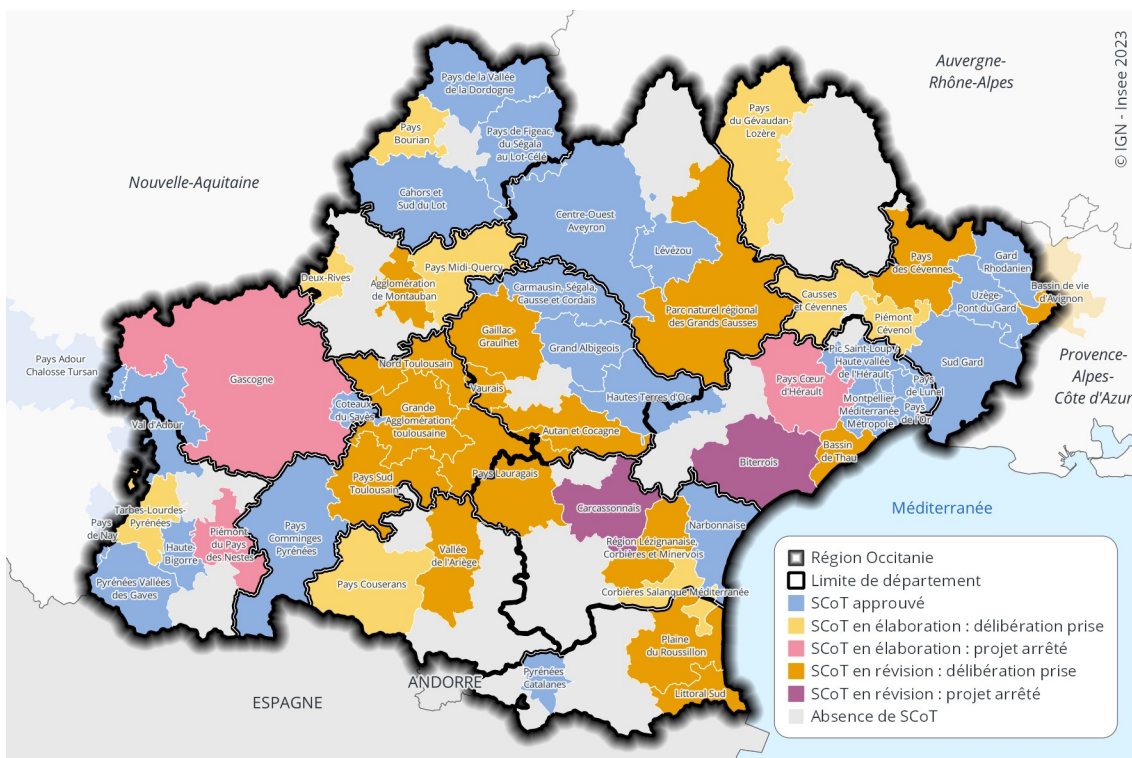 © IGN - Insee 2023
Auvergne-
Rhône-Alpes
Nouvelle-Aquitaine
Provence-
Alpes-
Côte d'Azur
Méditerranée
ESPAGNE
ANDORRE
Pays de la Vallée
de la Dordogne
Pays
Bourian
Pays de Figeac,
du Ségala
au Lot-Célé
Cahors et
Sud du Lot
Pays
du Gévaudan-
Lozère
Centre-Ouest
Aveyron
Lévézou
Parc naturel régional
des Grands Causses
Deux-Rives
Pays Midi-Quercy
Agglomération
de Montauban
Carmausin, Ségala,
Causse et Cordais
Gaillac-
Graulhet
Grand Albigeois
Vaurais
Hautes Terres d'Oc
Autan et Cocagne
Causses
et Cévennes
Piémont
Cévenol
Pays
des Cévennes
Gard
Rhodanien
Uzège-
Pont du Gard
Bassin de vie
d'Avignon
Sud Gard
Pic Saint-Loup
Haute vallée
de l'Hérault
Pays Cœur
d'Hérault
Montpellier
Méditerranée
Métropole
Pays
de Lunel
Pays
de l'Or
Bassin
de Thau
Biterrois
Pays Adour
Chalosse Tursan
Gascogne
Val d'Adour
Coteaux
du Savès
Nord Toulousain
Grande
Agglomération
toulousaine
Pays Sud
Toulousain
Pays Lauragais
Carcassonnais
Narbonnaise
Région Lézignanaise,
Corbières et Minervois
Corbières Salanque Méditerranée
Tarbes-Lourdes-
Pyrénées
Pays
de Nay
Haute-
Bigorre
Piémont
du Pays
des Nestes
Pyrénées Vallées
des Gaves
Pays
Comminges
Pyrénées
Pays Couserans
Vallée
de l'Ariège
Pyrénées
Catalanes
Plaine
du Roussillon
Littoral Sud
Région Occitanie
Limite de département
SCoT approuvé
SCoT en élaboration : délibération prise
SCoT en élaboration : projet arrêté
SCoT en révision : délibération prise
SCoT en révision : projet arrêté
Absence de SCoT